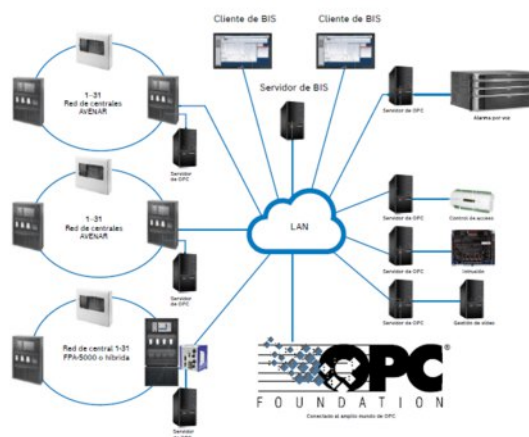 Cliente de BIS
Cliente de BIS
Servidor de BIS
1-31
Red de centrales
AVENAR
Servidor
de OPC
Servidor de OPC
Alarma por voz
1-31
Red de centrales
AVENAR
Servidor
de OPC
LAN
Servidor de OPC
Control de acceso
Servidor de OPC
Intrusión
Servidor de OPC
Gestión de vídeo
Red de central 1-31
FPA-5000 o híbrida
Servidor
de OPC
OPC
®
FOUNDATION
Conectado al amplio mundo de OPC